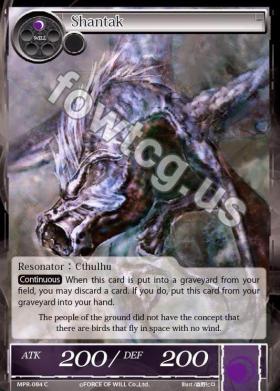 Shantak
WILL
fowtcg.us
Resonator : Cthulhu
Continuous When this card is put into a graveyard from your
field, you may discard a card. If you do, put this card from your
graveyard into your hand.
The people of the ground did not have the concept that
there are birds that fly in space with no wind.
ATK 200/ DEF 200
MPR-084 C ©FORCE OF WILL Co.Ltd. Illust